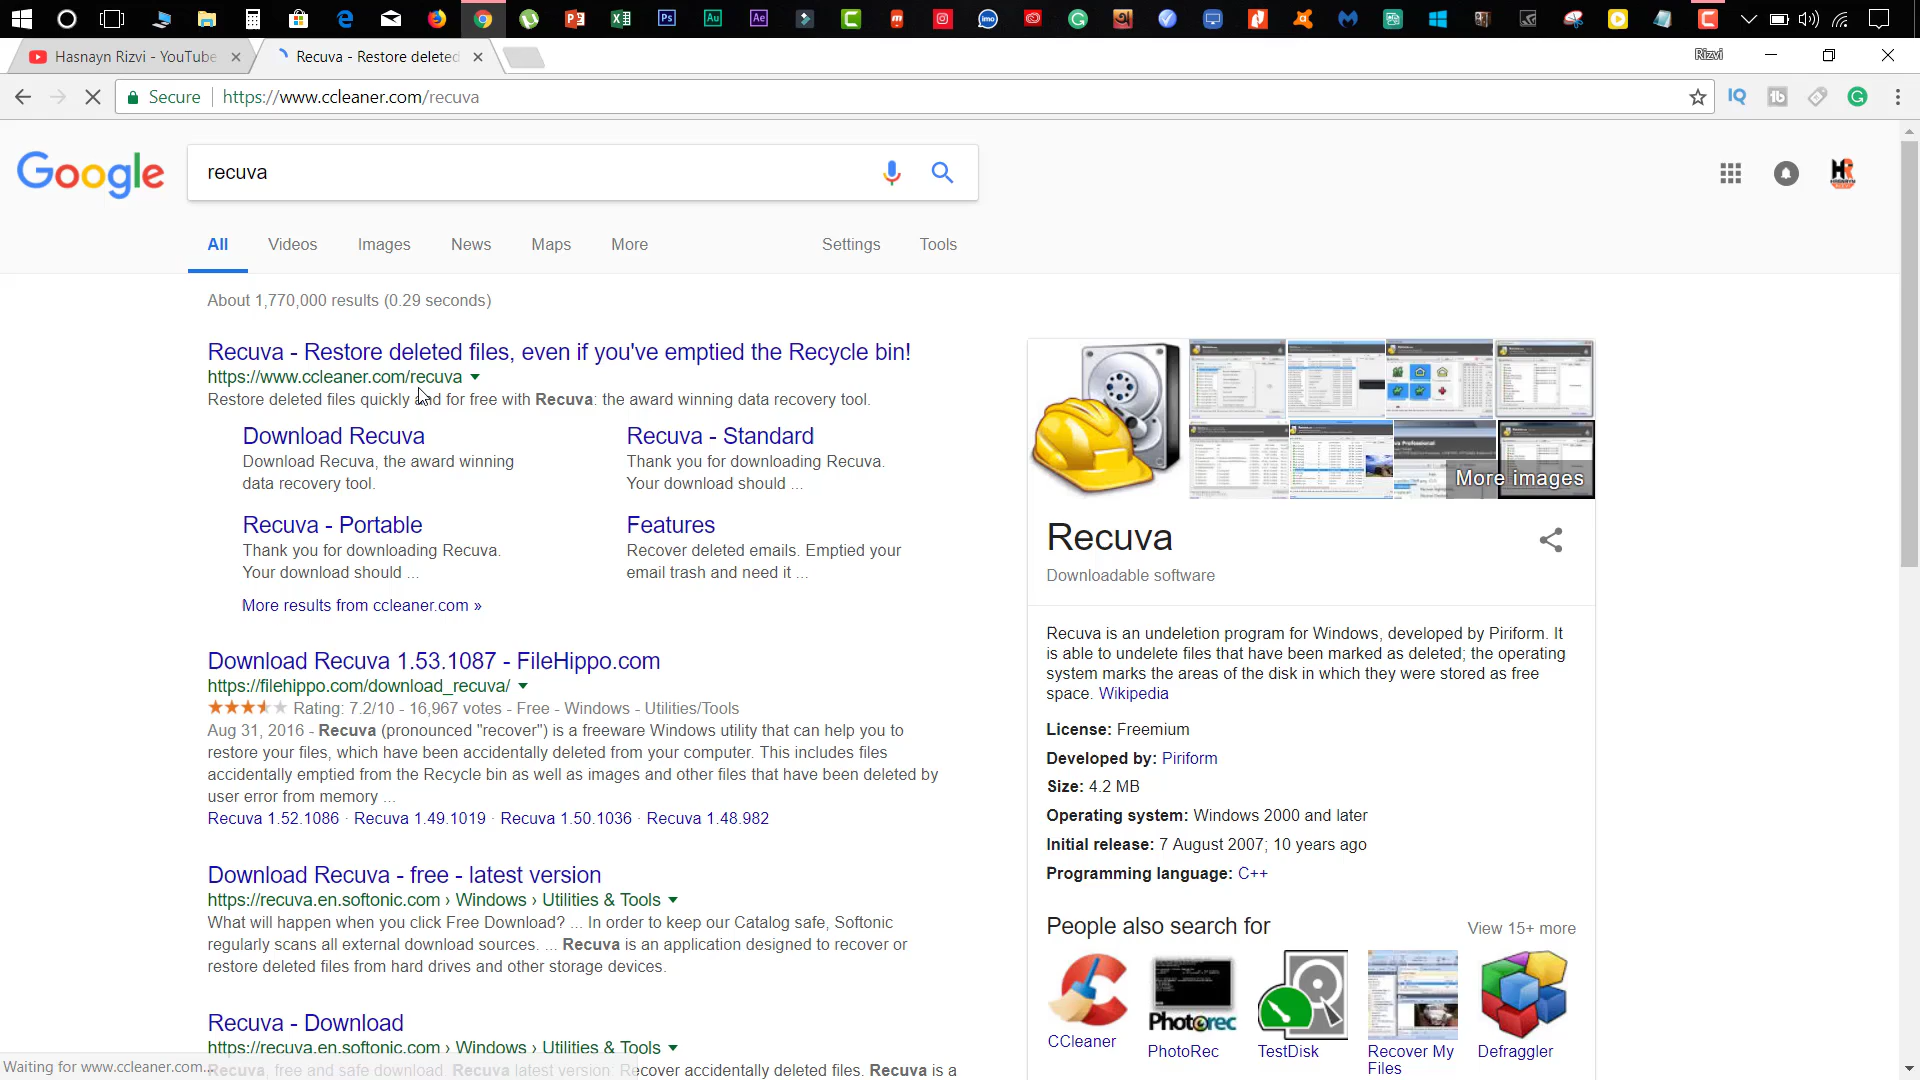 Hasnayn Rizvi - YouTube
Recuva - Restore deleted
Rizvi
Secure
https://www.ccleaner.com/recuva
Google
recuva
All
Videos
Images
News
Maps
More
Settings
Tools
About 1,770,000 results (0.29 seconds)
Recuva - Restore deleted files, even if you've emptied the Recycle bin!
https://www.ccleaner.com/recuva
Restore deleted files quickly and for free with Recuva: the award winning data recovery tool.
Download Recuva
Download Recuva, the award winning
data recovery tool.
Recuva - Standard
Thank you for downloading Recuva.
Your download should ...
Recuva - Portable
Thank you for downloading Recuva.
Your download should ...
Features
Recover deleted emails. Emptied your
email trash and need it ...
More results from ccleaner.com »
Download Recuva 1.53.1087 - FileHippo.com
https://filehippo.com/download_recuva/
Rating: 7.2/10 - 16,967 votes - Free - Windows - Utilities/Tools
Aug 31, 2016 - Recuva (pronounced "recover") is a freeware Windows utility that can help you to
restore your files, which have been accidentally deleted from your computer. This includes files
accidentally emptied from the Recycle bin as well as images and other files that have been deleted by
user error from memory ...
Recuva 1.52.1086 · Recuva 1.49.1019 · Recuva 1.50.1036 · Recuva 1.48.982
Download Recuva - free - latest version
https://recuva.en.softonic.com › Windows › Utilities & Tools
What will happen when you click Free Download? ... In order to keep our Catalog safe, Softonic
regularly scans all external download sources. ... Recuva is an application designed to recover or
restore deleted files from hard drives and other storage devices.
Recuva - Download
https://recuva.en.softonic.com › Windows › Utilities & Tools
Recuva, free and safe download. Recuva latest version: Recover accidentally deleted files. Recuva is a
Waiting for www.ccleaner.com...
More images
Recuva
Downloadable software
Recuva is an undeletion program for Windows, developed by Piriform. It
is able to undelete files that have been marked as deleted; the operating
system marks the areas of the disk in which they were stored as free
space. Wikipedia
License: Freemium
Developed by: Piriform
Size: 4.2 MB
Operating system: Windows 2000 and later
Initial release: 7 August 2007; 10 years ago
Programming language: C++
People also search for
View 15+ more
CCleaner
PhotoRec
TestDisk
Recover My
Files
Defraggler